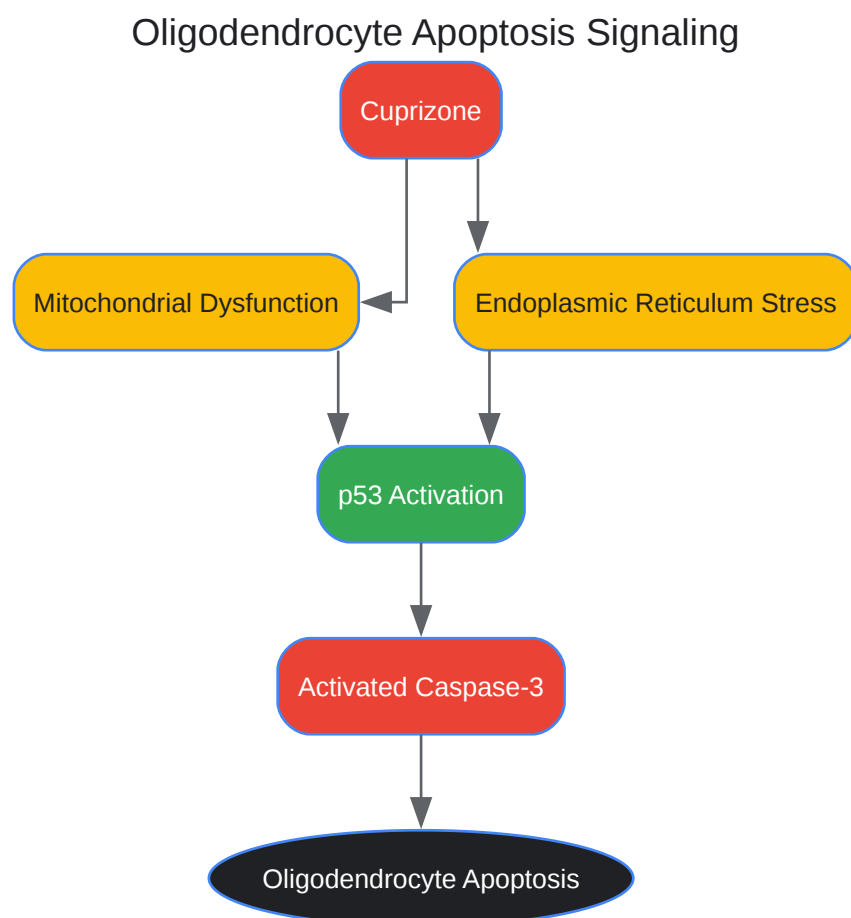 Oligodendrocyte Apoptosis Signaling
Cuprizone
Mitochondrial Dysfunction
Endoplasmic Reticulum Stress
p53 Activation
Activated Caspase-3
Oligodendrocyte Apoptosis